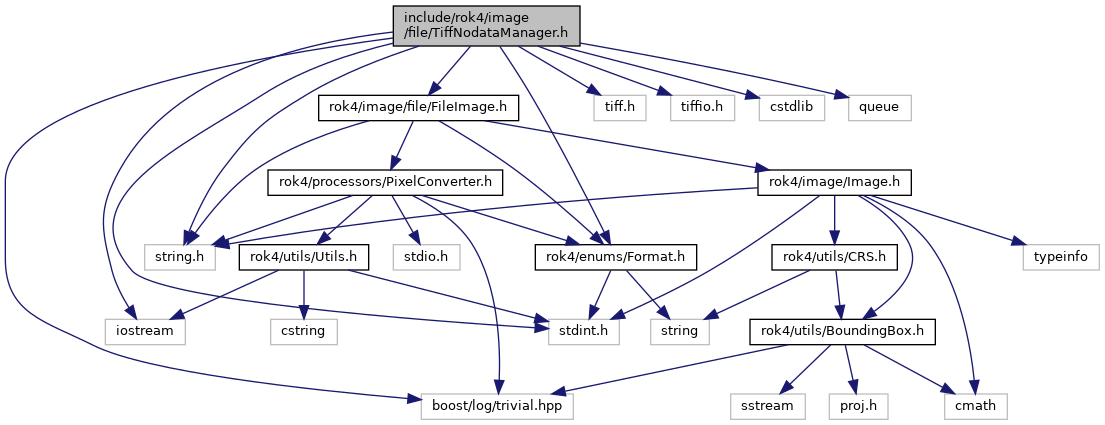 include/rok4/image
/file/TiffNodataManager.h
rok4/image/file/FileImage.h
tiff.h
tiffio.h
cstdlib
queue
rok4/processors/PixelConverter.h
rok4/image/Image.h
string.h
rok4/utils/Utils.h
stdio.h
rok4/enums/Format.h
rok4/utils/CRS.h
typeinfo
iostream
cstring
stdint.h
string
rok4/utils/BoundingBox.h
boost/log/trivial.hpp
sstream
proj.h
cmath